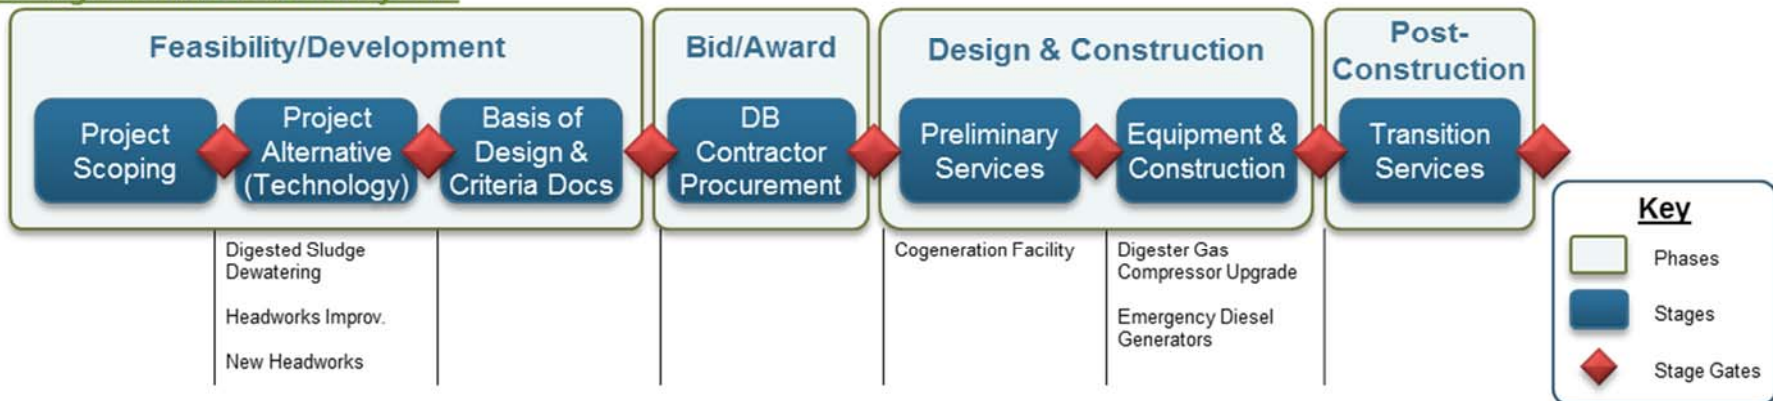 Feasibility/Development
Bid/Award
Design & Construction
Post-
Construction
Project
Scoping
Project
Alternative
(Technology)
Basis of
Design &
Criteria Docs
DB
Contractor
Procurement
Preliminary
Services
Equipment &
Construction
Transition
Services
Digested Sludge
Dewatering
Headworks Improv.
New Headworks
Cogeneration Facility
Digester Gas
Compressor Upgrade
Emergency Diesel
Generators
Key
Phases
Stages
Stage Gates